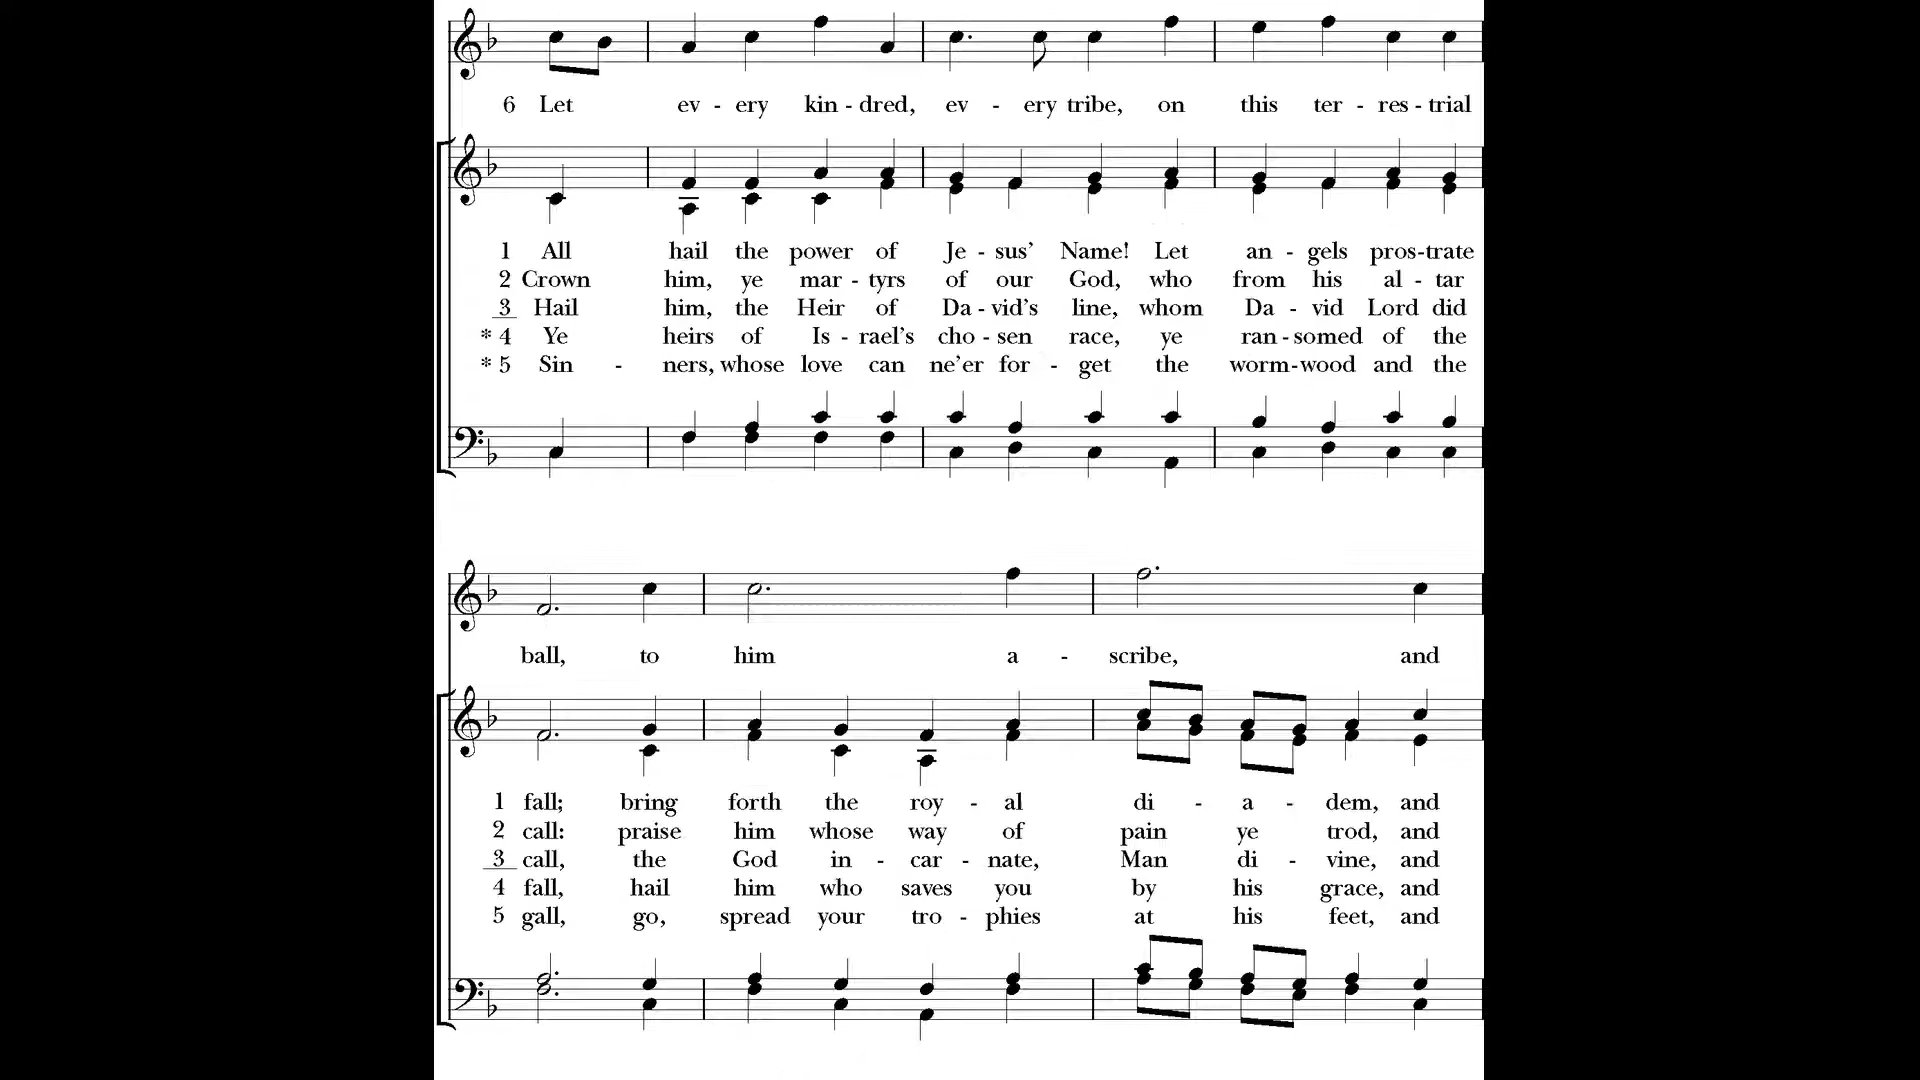 6 Let ev - ery kin - dred, ev - ery tribe, on this ter - res - trial
1 All hail the power of Je - sus’ Name! Let an - gels pros - trate
2 Crown him, ye mar - tyrs of our God, who from his al - tar
3 Hail him, the Heir of Da - vid’s line, whom Da - vid Lord did
* 4 Ye heirs of Is - rael’s cho - sen race, ye ran - somed of the
* 5 Sin - ners, whose love can ne’er for - get the worm - wood and the
ball, to him a - scribe, and
1 fall; bring forth the roy - al di - a - dem, and
2 call: praise him whose way of pain ye trod, and
3 call, the God in - car - nate, Man di - vine, and
4 fall, hail him who saves you by his grace, and
5 gall, go, spread your tro - phies at his feet, and